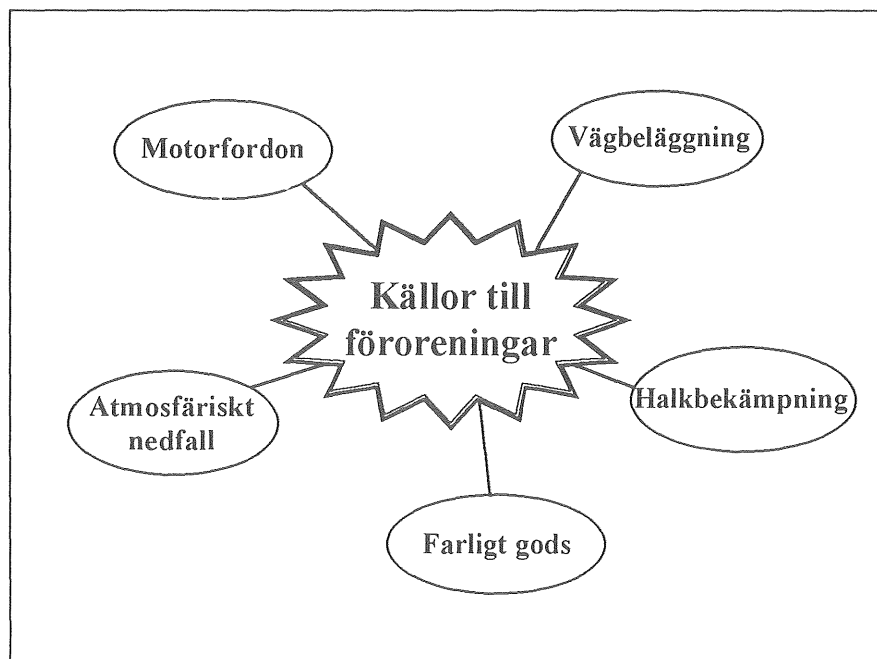 Motorfordon
Vägbeläggning
Källor till
föroreningar
Atmosfäriskt
nedfall
Halkbekämpning
Farligt gods